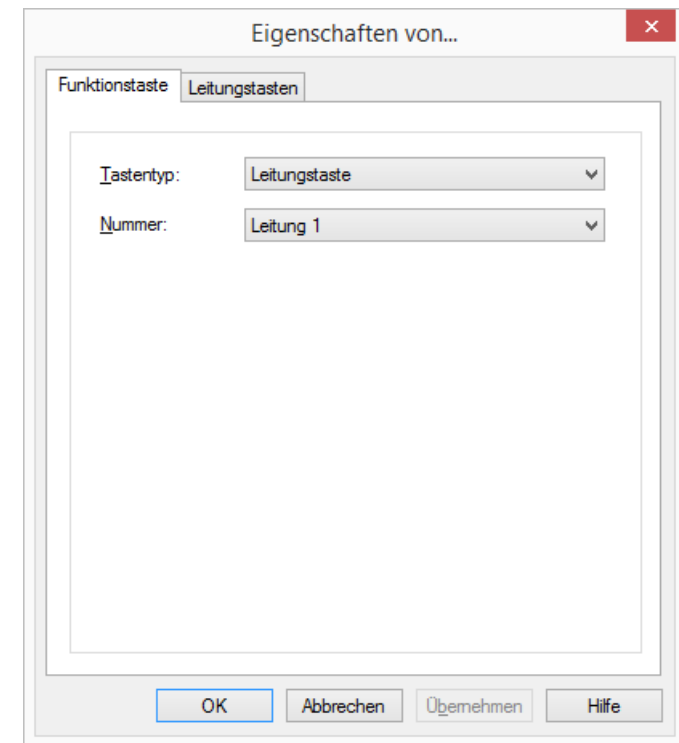 Eigenschaften von...
Funktionstaste Leitungstasten
Tastentyp: Leitungstaste
Nummer: Leitung 1
OK Abbrechen Übernehmen Hilfe